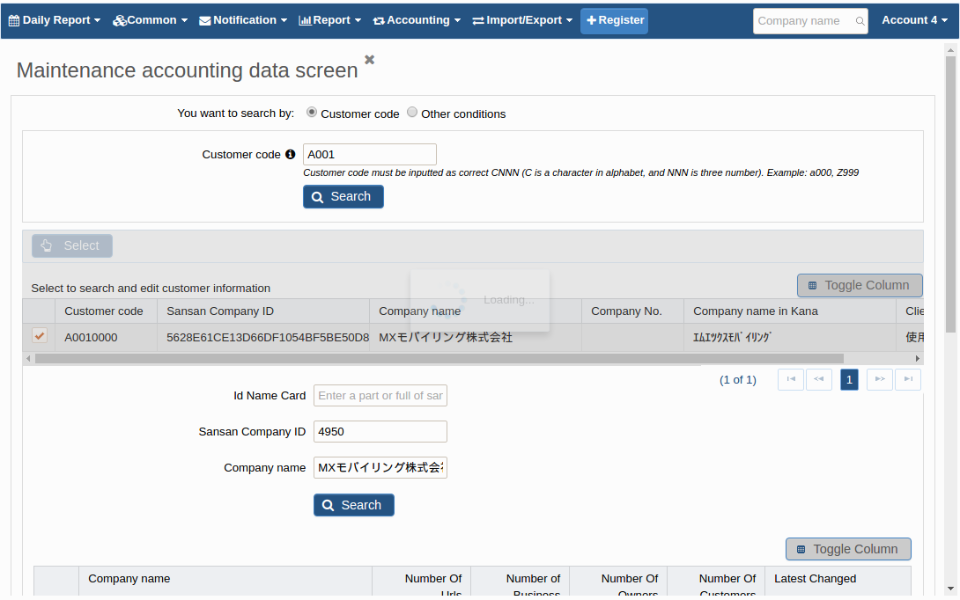 Daily Report Common Notification Report Accounting Import/Export Register Company name Account 4
Maintenance accounting data screen
You want to search by: Customer code Other conditions
Customer code A001
Customer code must be inputted as correct CNNN (C is a character in alphabet, and NNN is three number). Example: a000, Z999
Search
Select
Select to search and edit customer information Toggle Column
Loading...
Customer code Sansan Company ID Company name Company No. Company name in Kana Clie
A0010000 5628E61CE13D66DF1054BF5BE50D8 MXモバイリング株式会社 ｴﾑｴｯｸｽﾓﾊﾞｲﾘﾝｸﾞ 使用
(1 of 1) 1
Id Name Card Enter a part or full of sar
Sansan Company ID 4950
Company name MXモバイリング株式会社
Search
Toggle Column
Company name Number Of Urls Number of Business Number Of Owners Number Of Customers Latest Changed